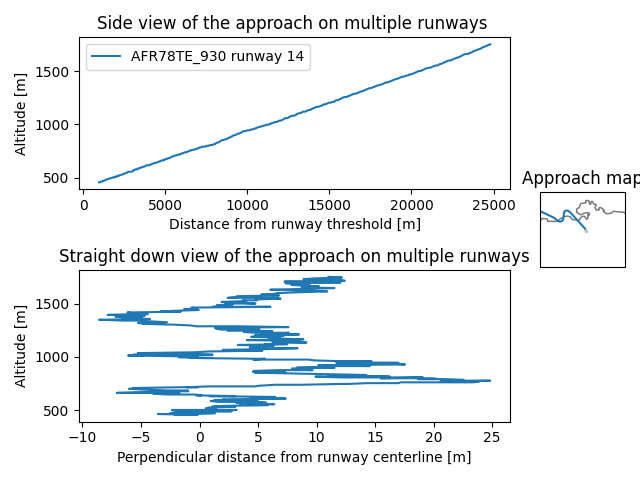 Side view of the approach on multiple runways
AFR78TE_930 runway 14
Altitude [m]
1500
1000
500
0 5000 10000 15000 20000 25000
Distance from runway threshold [m]
Approach map
Straight down view of the approach on multiple runways
Altitude [m]
1500
1000
500
−10 −5 0 5 10 15 20 25
Perpendicular distance from runway centerline [m]